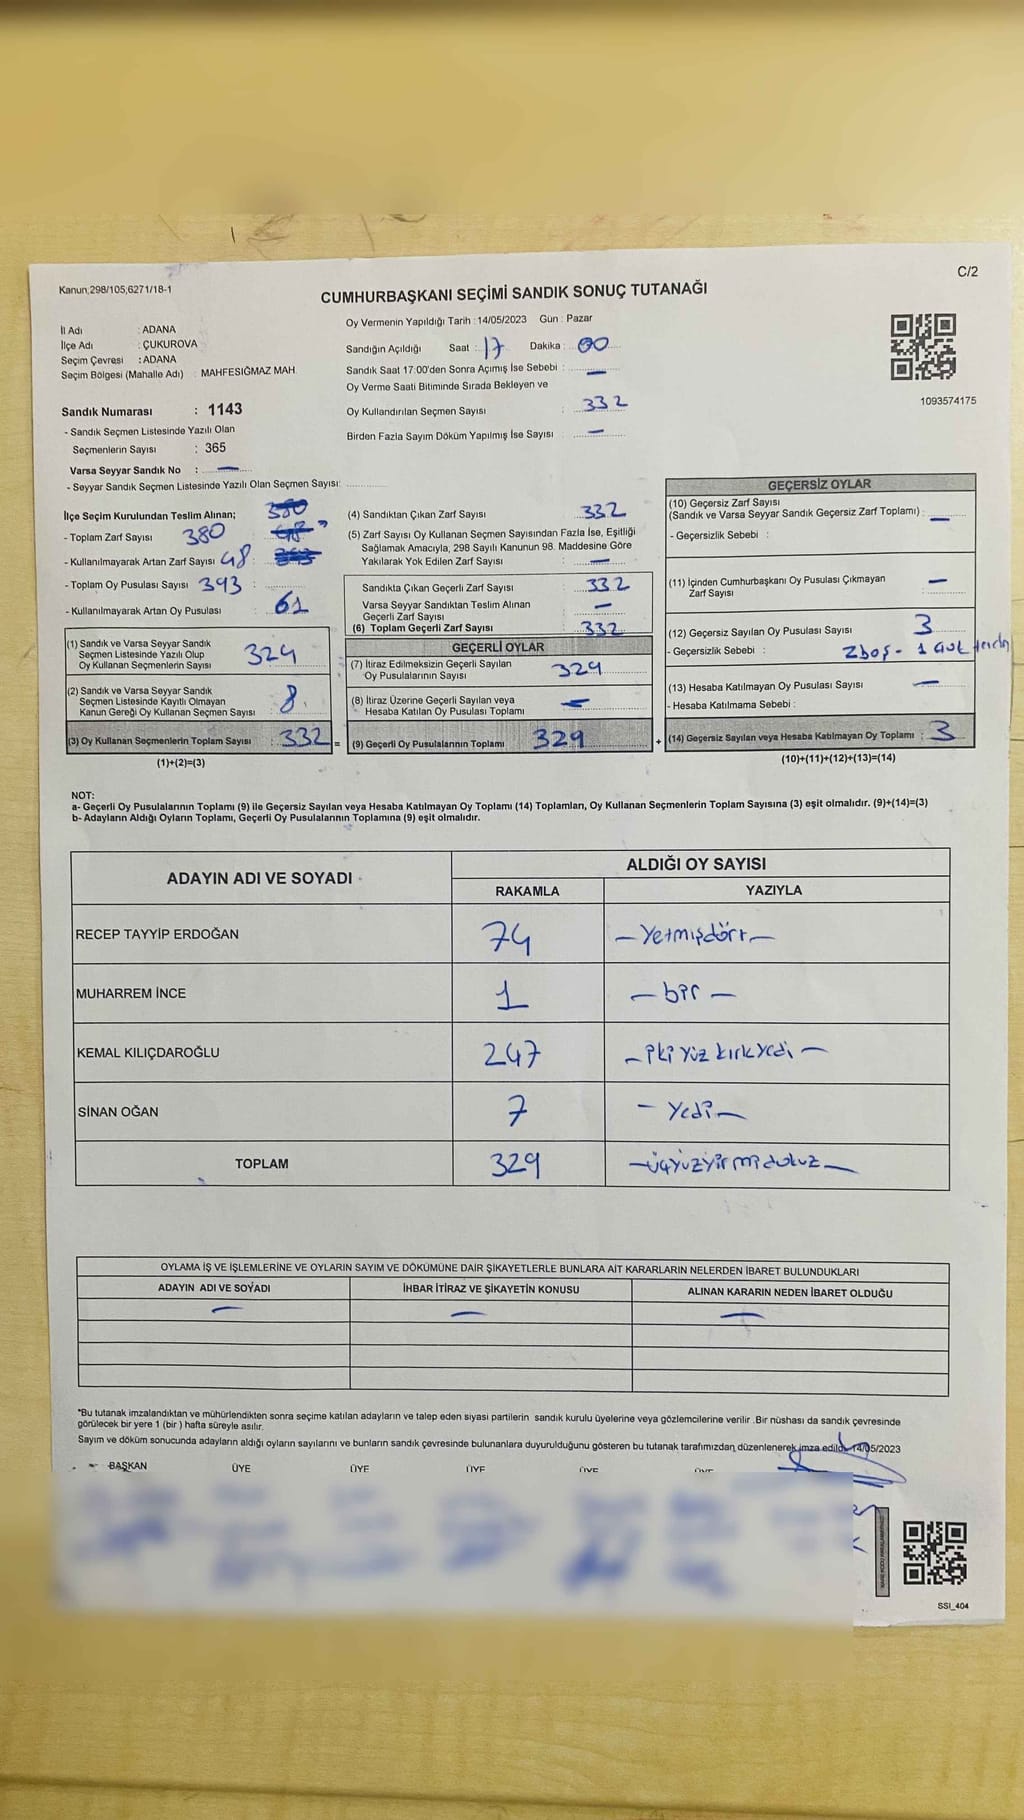 C/2
Kanun;298/105;6271/18-1
CUMHURBAŞKANI SEÇİMİ SANDIK SONUÇ TUTANAĞI
İl Adı : ADANA
İlçe Adı : ÇUKUROVA
Seçim Çevresi : ADANA
Seçim Bölgesi (Mahalle Adı) : MAHFESIĞMAZ MAH.
Sandık Numarası : 1143
- Sandık Seçmen Listesinde Yazılı Olan
Seçmenlerin Sayısı : 365
Varsa Seyyar Sandık No : —
- Seyyar Sandık Seçmen Listesinde Yazılı Olan Seçmen Sayısı:
Oy Vermenin Yapıldığı Tarih : 14/05/2023 Gün : Pazar
Sandığın Açıldığı Saat : 17 Dakika : 00
Sandık Saat 17:00'den Sonra Açımış İse Sebebi : —
Oy Verme Saati Bitiminde Sırada Bekleyen ve
Oy Kullandırılan Seçmen Sayısı : 332
Birden Fazla Sayım Döküm Yapılmış İse Sayısı : —
1093574175
İlçe Seçim Kurulundan Teslim Alınan;
- Toplam Zarf Sayısı 380
- Kullanılmayarak Artan Zarf Sayısı 48
- Toplam Oy Pusulası Sayısı 393 :
- Kullanılmayarak Artan Oy Pusulası : 61
(1) Sandık ve Varsa Seyyar Sandık
Seçmen Listesinde Yazılı Olup
Oy Kullanan Seçmenlerin Sayısı 324
(2) Sandık ve Varsa Seyyar Sandık
Seçmen Listesinde Kayıtlı Olmayan
Kanun Gereği Oy Kullanan Seçmen Sayısı : 8
(3) Oy Kullanan Seçmenlerin Toplam Sayısı : 332 =
(1)+(2)=(3)
(4) Sandıktan Çıkan Zarf Sayısı : 332
(5) Zarf Sayısı Oy Kullanan Seçmen Sayısından Fazla İse, Eşitliği
Sağlamak Amacıyla, 298 Sayılı Kanunun 98. Maddesine Göre
Yakılarak Yok Edilen Zarf Sayısı : —
Sandıkta Çıkan Geçerli Zarf Sayısı : 332
Varsa Seyyar Sandıktan Teslim Alınan
Geçerli Zarf Sayısı : —
(6) Toplam Geçerli Zarf Sayısı : 332
GEÇERLİ OYLAR
(7) İtiraz Edilmeksizin Geçerli Sayılan
Oy Pusulalarının Sayısı : 329
(8) İtiraz Üzerine Geçerli Sayılan veya
Hesaba Katılan Oy Pusulası Toplamı : —
(9) Geçerli Oy Pusulalarının Toplamı 329 +
GEÇERSİZ OYLAR
(10) Geçersiz Zarf Sayısı
(Sandık ve Varsa Seyyar Sandık Geçersiz Zarf Toplamı) : —
- Geçersizlik Sebebi :
(11) İçinden Cumhurbaşkanı Oy Pusulası Çıkmayan
Zarf Sayısı : —
(12) Geçersiz Sayılan Oy Pusulası Sayısı : 3
- Geçersizlik Sebebi : 2boş - 1
(13) Hesaba Katılmayan Oy Pusulası Sayısı : —
- Hesaba Katılmama Sebebi :
(14) Geçersiz Sayılan veya Hesaba Katılmayan Oy Toplamı : 3
(10)+(11)+(12)+(13)=(14)
NOT:
a- Geçerli Oy Pusulalarının Toplamı (9) ile Geçersiz Sayılan veya Hesaba Katılmayan Oy Toplamı (14) Toplamları, Oy Kullanan Seçmenlerin Toplam Sayısına (3) eşit olmalıdır. (9)+(14)=(3)
b- Adayların Aldığı Oyların Toplamı, Geçerli Oy Pusulalarının Toplamına (9) eşit olmalıdır.
ADAYIN ADI VE SOYADI
ALDIĞI OY SAYISI
RAKAMLA YAZIYLA
RECEP TAYYİP ERDOĞAN 74 —Yetmişdört—
MUHARREM İNCE 1 —bir—
KEMAL KILIÇDAROĞLU 247 —iki yüz kırkyedi—
SİNAN OĞAN 7 —Yedi—
TOPLAM 329 —üçyüzyirmidokuz—
OYLAMA İŞ VE İŞLEMLERİNE VE OYLARIN SAYIM VE DÖKÜMÜNE DAİR ŞİKAYETLERLE BUNLARA AİT KARARLARIN NELERDEN İBARET BULUNDUKLARI
ADAYIN ADI VE SOYADI İHBAR İTİRAZ VE ŞİKAYETİN KONUSU ALINAN KARARIN NEDEN İBARET OLDUĞU
— — —
*Bu tutanak imzalandıktan ve mühürlendikten sonra seçime katılan adayların ve talep eden siyasi partilerin sandık kurulu üyelerine veya gözlemcilerine verilir .Bir nüshası da sandık çevresinde
görülecek bir yere 1 (bir ) hafta süreyle asılır.
Sayım ve döküm sonucunda adayların aldığı oyların sayılarını ve bunların sandık çevresinde bulunanlara duyurulduğunu gösteren bu tutanak tarafımızdan düzenlenerek imza edildi. 14/05/2023
BAŞKAN ÜYE ÜYE ÜYE ÜYE ÜYE
SSI_404